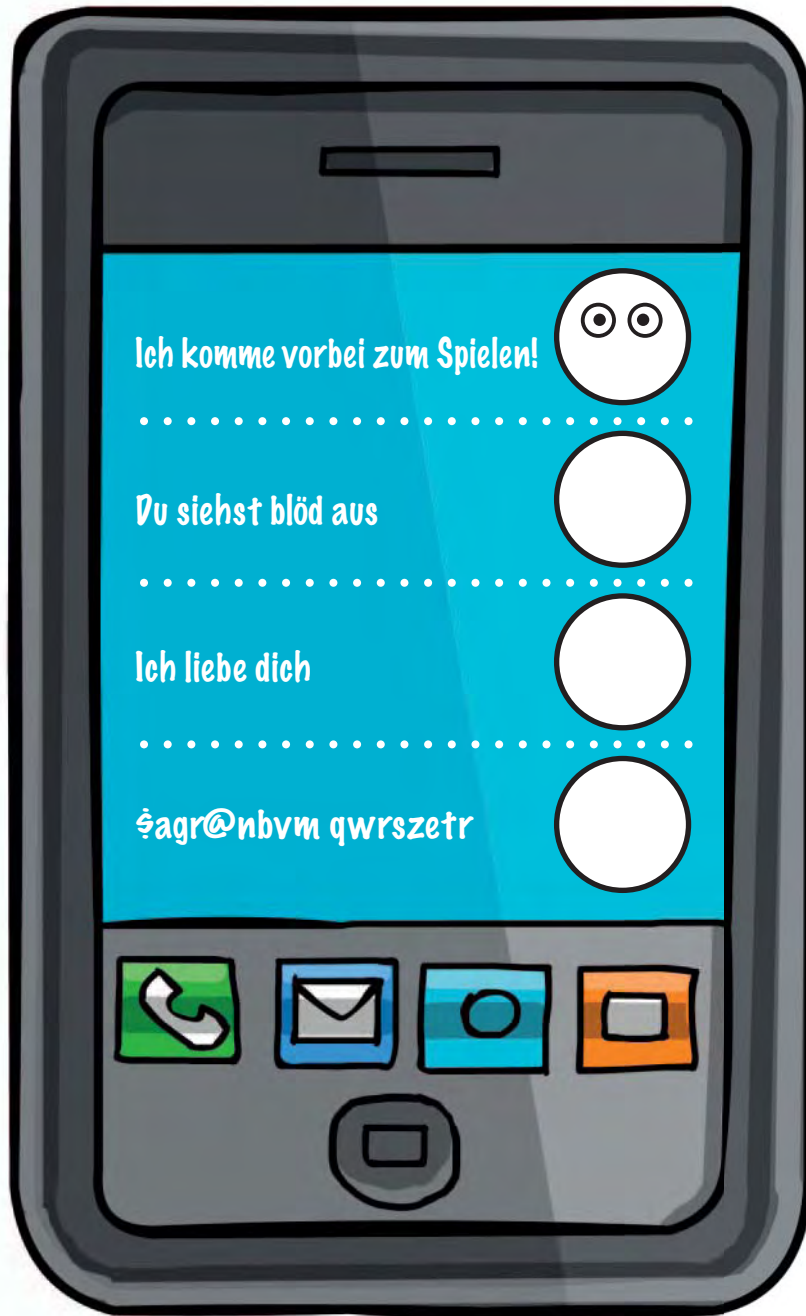 Ich komme vorbei zum Spielen!
Du siehst blöd aus
Ich liebe dich
$agr@nbvm qwrszetr